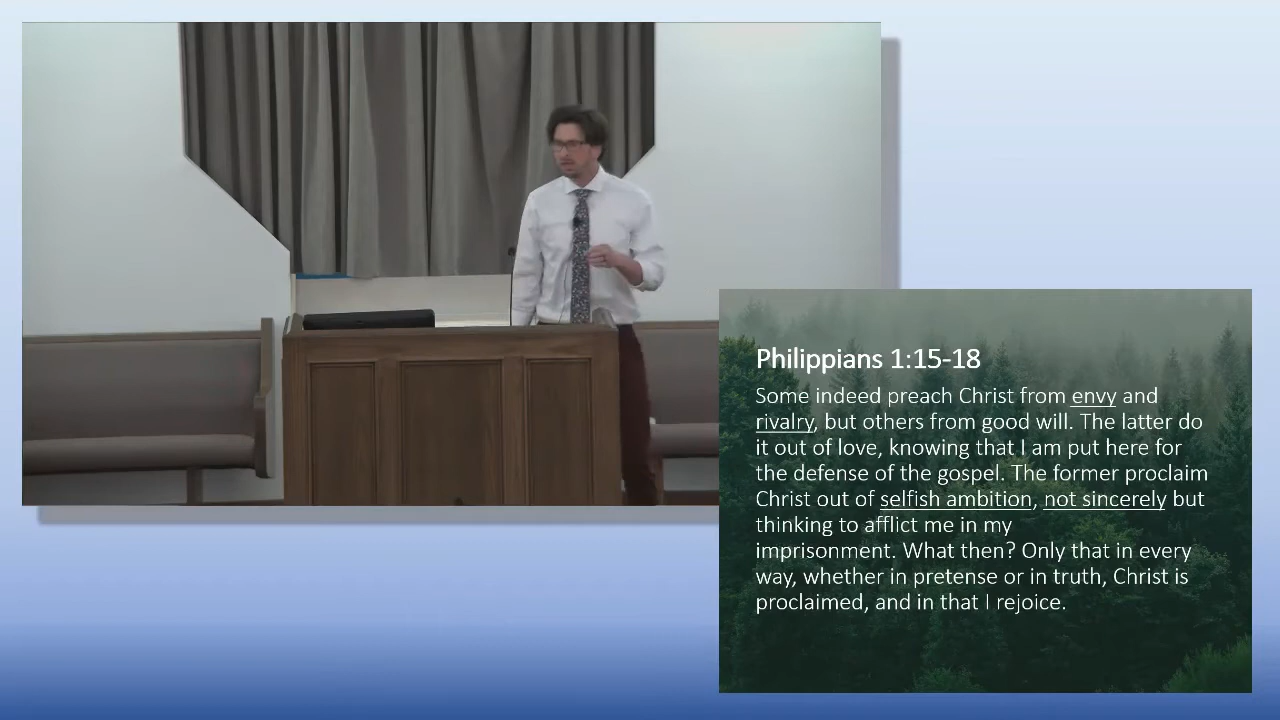 Philippians 1:15-18
Some indeed preach Christ from envy and
rivalry, but others from good will. The latter do
it out of love, knowing that I am put here for
the defense of the gospel. The former proclaim
Christ out of selfish ambition, not sincerely but
thinking to afflict me in my
imprisonment. What then? Only that in every
way, whether in pretense or in truth, Christ is
proclaimed, and in that I rejoice.